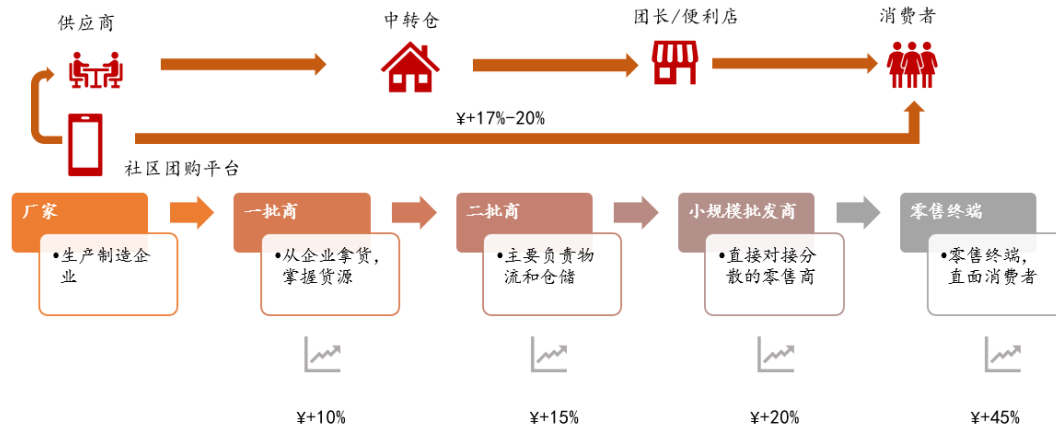 供应商
中转仓
团长/便利店
消费者
¥+17%-20%
社区团购平台
厂家
•生产制造企
业
一批商
•从企业拿货，
掌握货源
二批商
•主要负责物
流和仓储
小规模批发商
•直接对接分
散的零售商
零售终端
•零售终端，
直面消费者
¥+10%
¥+15%
¥+20%
¥+45%